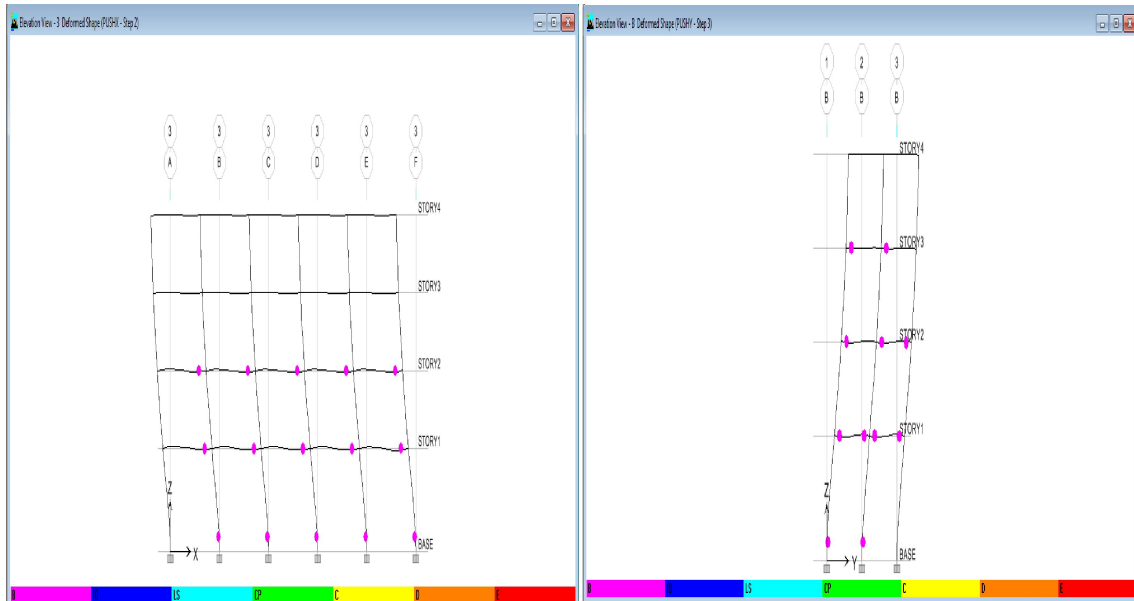 Elevation View - 3 Deformed Shape (PUSHX - Step 2)
3 3 3 3 3 3
A B C D E F
STORY4
STORY3
STORY2
STORY1
Z
X
BASE
B LS CP C D E
Elevation View - B Deformed Shape (PUSHY - Step 3)
1 2 3
B B B
STORY4
STORY3
STORY2
STORY1
Z
Y
BASE
B LS CP C D E